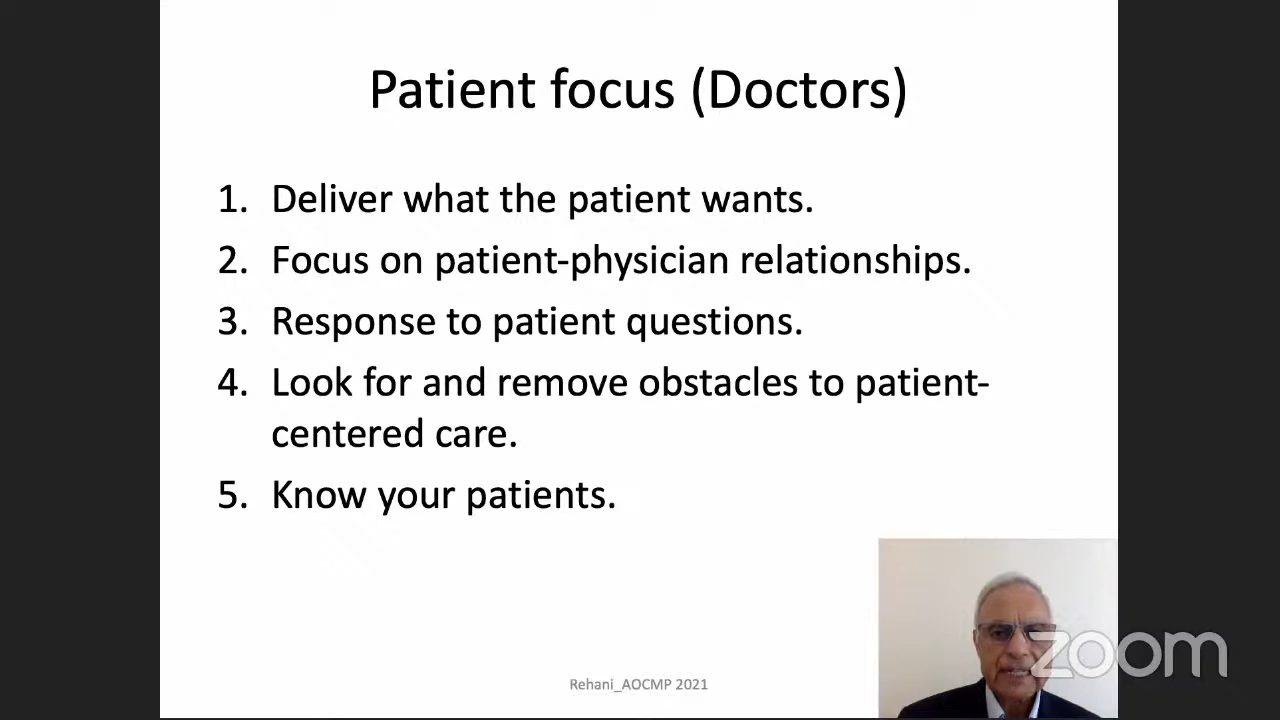 Patient focus (Doctors)
1. Deliver what the patient wants.
2. Focus on patient-physician relationships.
3. Response to patient questions.
4. Look for and remove obstacles to patient-
centered care.
5. Know your patients.
zoom
Rehani_AOCMP 2021